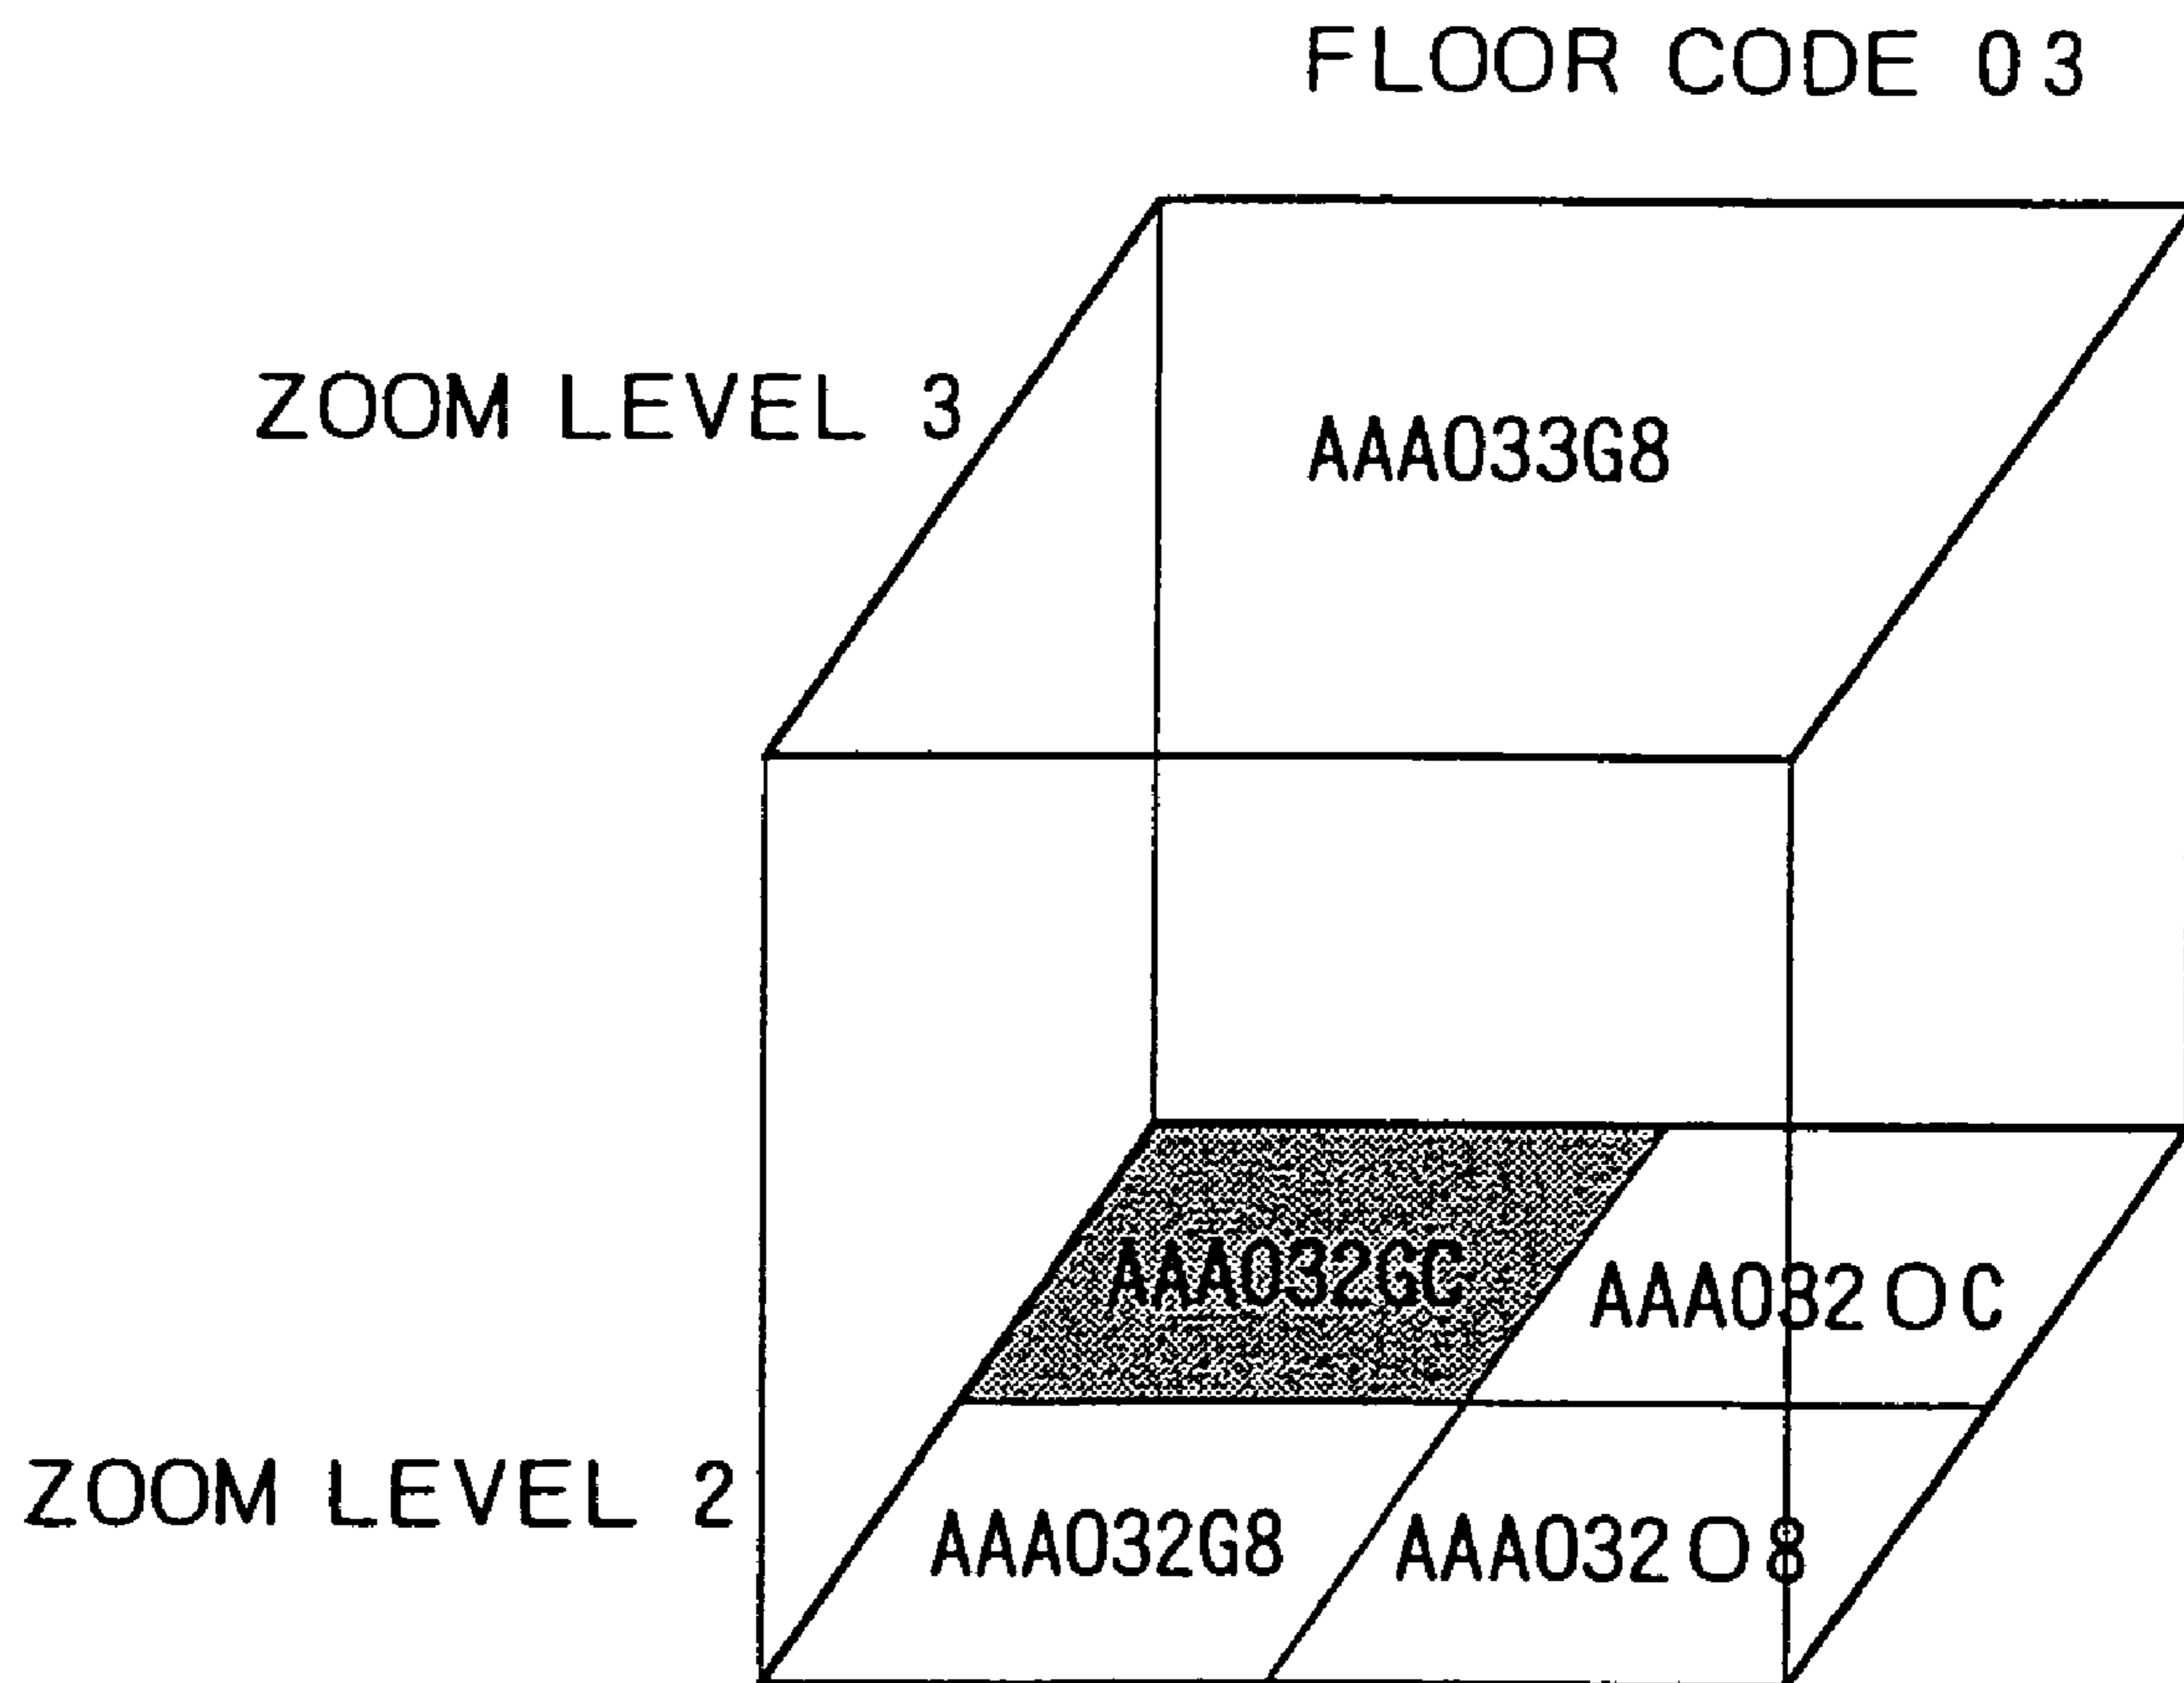 FLOOR CODE 03
ZOOM LEVEL 3
AAA033G8
AAA032GC
AAA032OC
ZOOM LEVEL 2
AAA032G8
AAA032O8